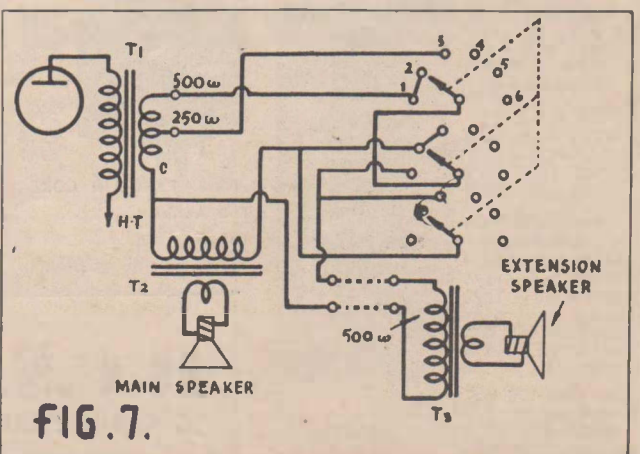 T1
500ω
250ω
C
H·T
T2
MAIN SPEAKER
FIG.7.
3
4
2
5
1
6
EXTENSION
SPEAKER
500ω
T3